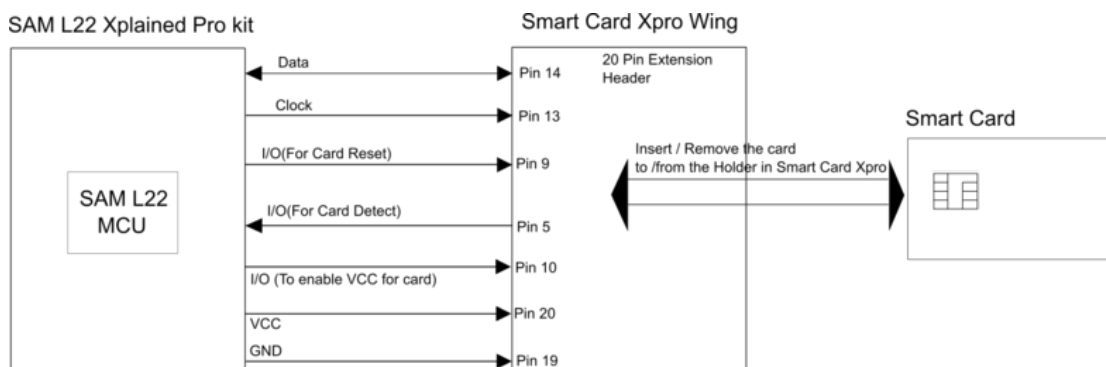 SAM L22 Xplained Pro kit
Smart Card Xpro Wing
Data
Pin 14
20 Pin Extension
Header
Clock
Pin 13
Smart Card
I/O(For Card Reset)
Pin 9
Insert / Remove the card
to /from the Holder in Smart Card Xpro
SAM L22
MCU
I/O(For Card Detect)
Pin 5
Pin 10
I/O (To enable VCC for card)
Pin 20
VCC
GND
Pin 19